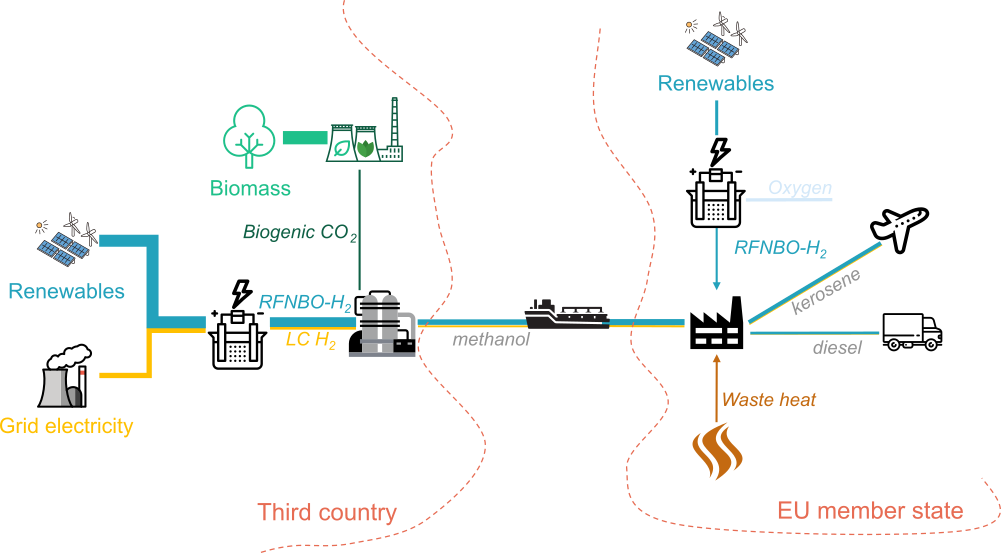 Renewables
Biomass
Oxygen
Biogenic CO2
RFNBO-H2
kerosene
Renewables
RFNBO-H2
LC H2
methanol
diesel
Grid electricity
Waste heat
Third country
EU member state